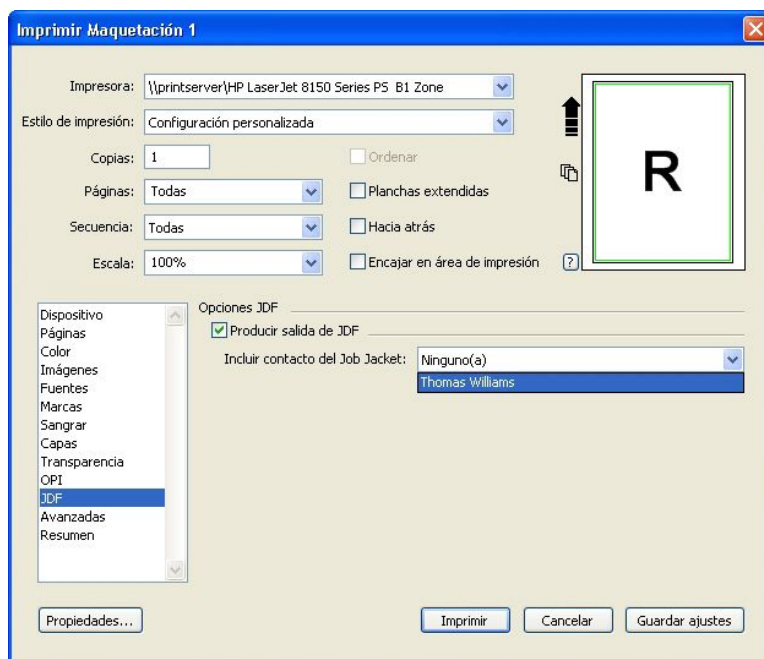 Imprimir Maquetación 1
Impresora: \\printserver\HP LaserJet 8150 Series PS B1 Zone
Estilo de impresión: Configuración personalizada
Copias: 1 Ordenar
Páginas: Todas Planchas extendidas
Secuencia: Todas Hacia atrás
Escala: 100% Encajar en área de impresión ?
R
Opciones JDF
Producir salida de JDF
Incluir contacto del Job Jacket: Ninguno(a)
Thomas Williams
Dispositivo
Páginas
Color
Imágenes
Fuentes
Marcas
Sangrar
Capas
Transparencia
OPI
JDF
Avanzadas
Resumen
Propiedades... Imprimir Cancelar Guardar ajustes